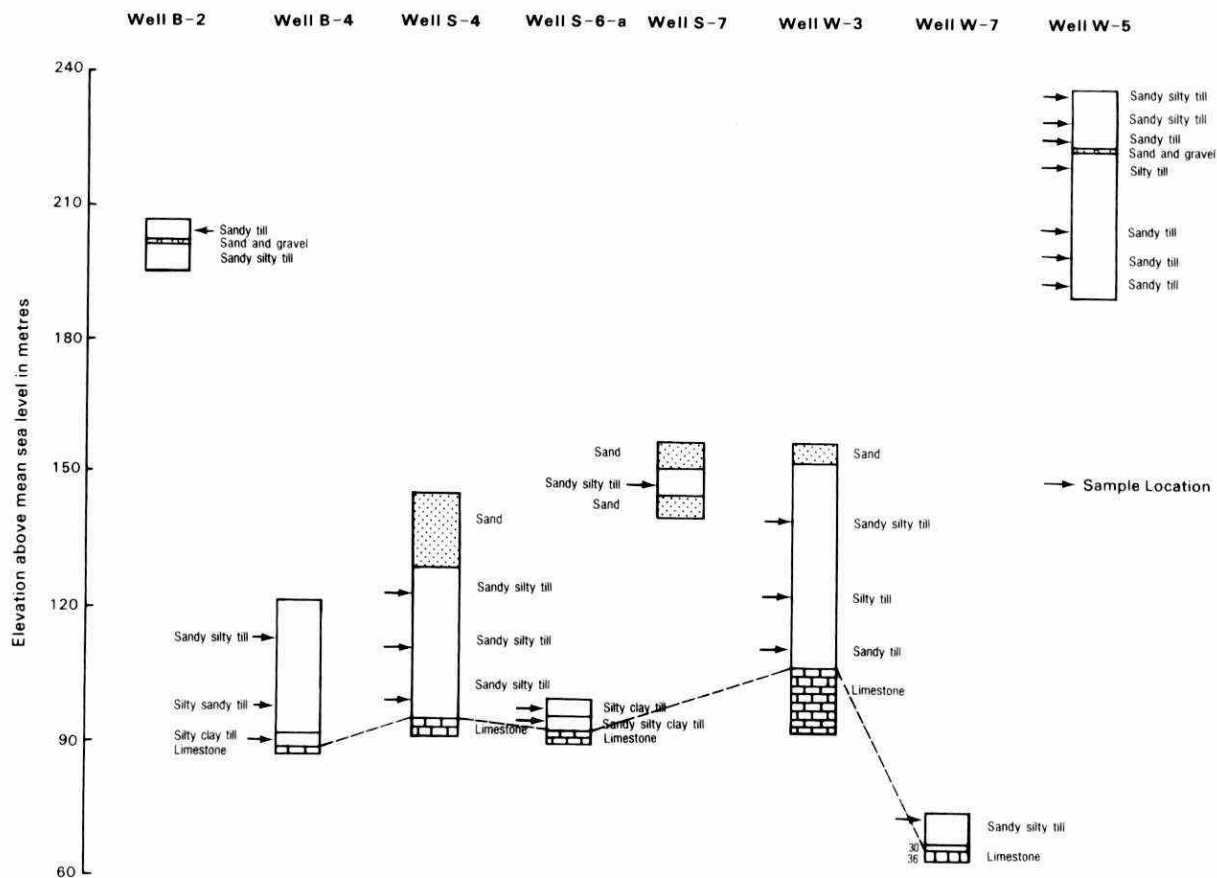 Well B-2 Well B-4 Well S-4 Well S-6-a Well S-7 Well W-3 Well W-7 Well W-5
Elevation above mean sea level in metres
240
210
180
150
120
90
60
Sandy till
Sand and gravel
Sandy silty till
Sandy silty till
Silty sandy till
Silty clay till
Limestone
Sand
Sandy silty till
Sandy silty till
Sandy silty till
Limestone
Silty clay till
Sandy silty clay till
Limestone
Sand
Sandy silty till
Sand
Sand
Sandy silty till
Silty till
Sandy till
Limestone
Sandy silty till
30
36
Limestone
Sandy silty till
Sandy silty till
Sandy till
Sand and gravel
Silty till
Sandy till
Sandy till
Sandy till
Sample Location